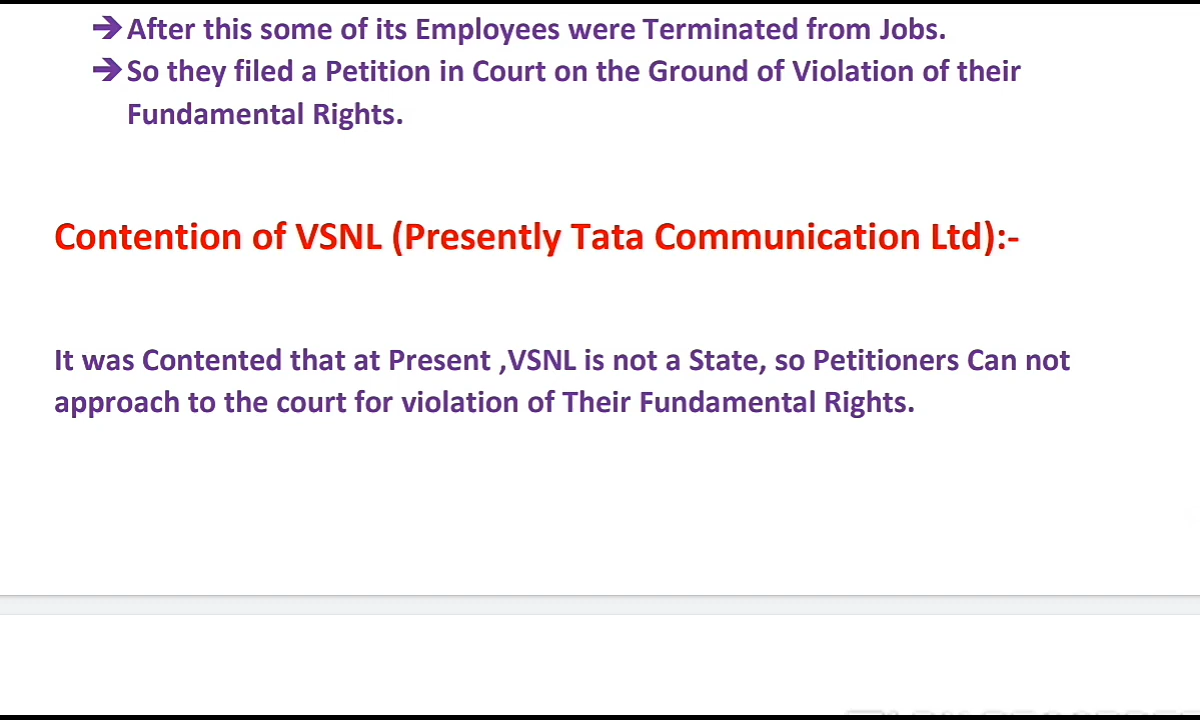 ➔ After this some of its Employees were Terminated from Jobs.
➔ So they filed a Petition in Court on the Ground of Violation of their
Fundamental Rights.
Contention of VSNL (Presently Tata Communication Ltd):-
It was Contented that at Present ,VSNL is not a State, so Petitioners Can not
approach to the court for violation of Their Fundamental Rights.